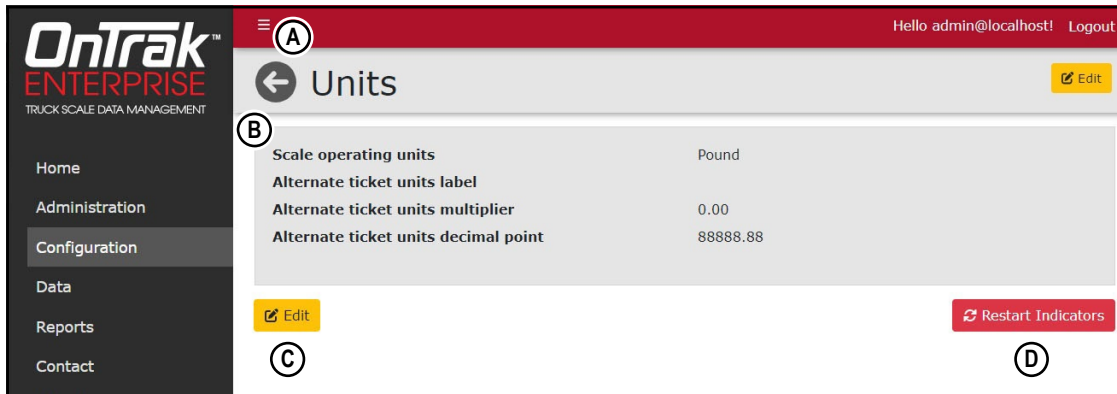 OnTrak™
ENTERPRISE
TRUCK SCALE DATA MANAGEMENT
Home
Administration
Configuration
Data
Reports
Contact
A
Hello admin@localhost! Logout
Units
Edit
B
Scale operating units Pound
Alternate ticket units label
Alternate ticket units multiplier 0.00
Alternate ticket units decimal point 88888.88
Edit
Restart Indicators
C
D